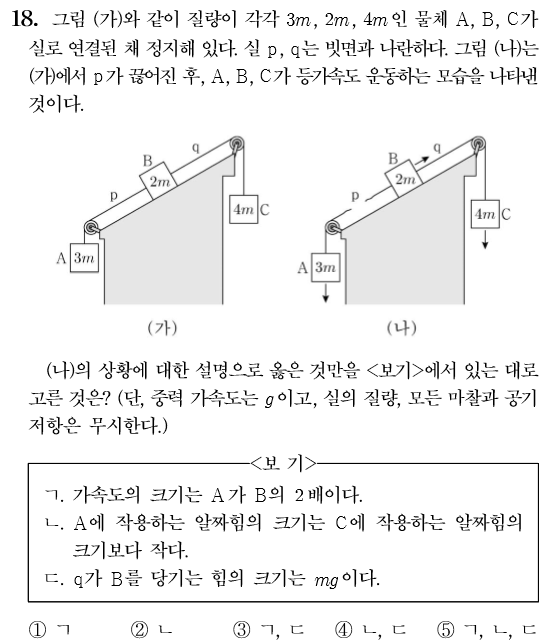 18. 그림 (가)와 같이 질량이 각각 3m, 2m, 4m인 물체 A, B, C가
실로 연결된 채 정지해 있다. 실 p, q는 빗면과 나란하다. 그림 (나)는
(가)에서 p가 끊어진 후, A, B, C가 등가속도 운동하는 모습을 나타낸
것이다.
q
B
2m
p
4m C
A 3m
(가)
q
B
2m
p
4m C
A 3m
(나)
(나)의 상황에 대한 설명으로 옳은 것만을 <보기>에서 있는 대로
고른 것은? (단, 중력 가속도는 g이고, 실의 질량, 모든 마찰과 공기
저항은 무시한다.)
<보 기>
ㄱ. 가속도의 크기는 A가 B의 2배이다.
ㄴ. A에 작용하는 알짜힘의 크기는 C에 작용하는 알짜힘의
크기보다 작다.
ㄷ. q가 B를 당기는 힘의 크기는 mg이다.
① ㄱ ② ㄴ ③ ㄱ, ㄷ ④ ㄴ, ㄷ ⑤ ㄱ, ㄴ, ㄷ